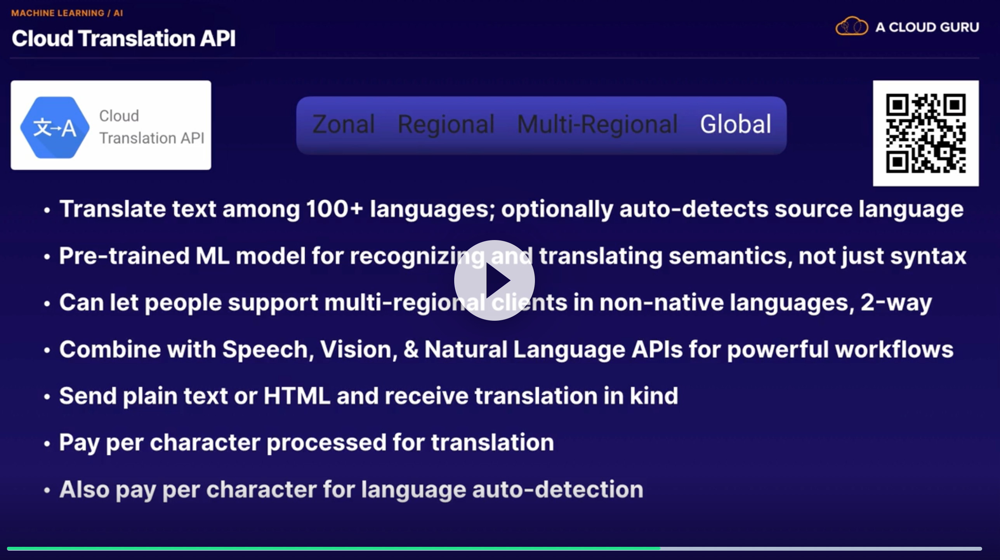 MACHINE LEARNING / AI
Cloud Translation API
A CLOUD GURU
文→A
Cloud
Translation API
Zonal Regional Multi-Regional Global
• Translate text among 100+ languages; optionally auto-detects source language
• Pre-trained ML model for recognizing and translating semantics, not just syntax
• Can let people support multi-regional clients in non-native languages, 2-way
• Combine with Speech, Vision, & Natural Language APIs for powerful workflows
• Send plain text or HTML and receive translation in kind
• Pay per character processed for translation
• Also pay per character for language auto-detection